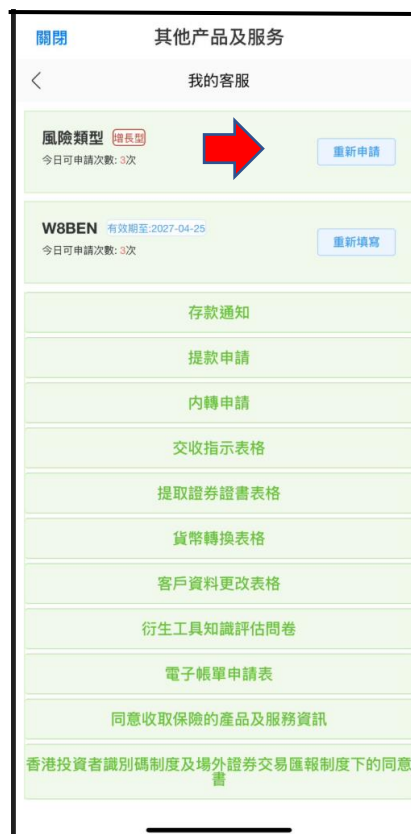 關閉 其他产品及服务
我的客服
風險類型 增長型
重新申請
今日可申請次數: 3次
W8BEN 有效期至:2027-04-25
重新填寫
今日可申請次數: 3次
存款通知
提款申請
内轉申請
交收指示表格
提取證券證書表格
貨幣轉換表格
客戶資料更改表格
衍生工具知識評估問卷
電子帳單申請表
同意收取保險的產品及服務資訊
香港投資者識別碼制度及場外證券交易匯報制度下的同意
書